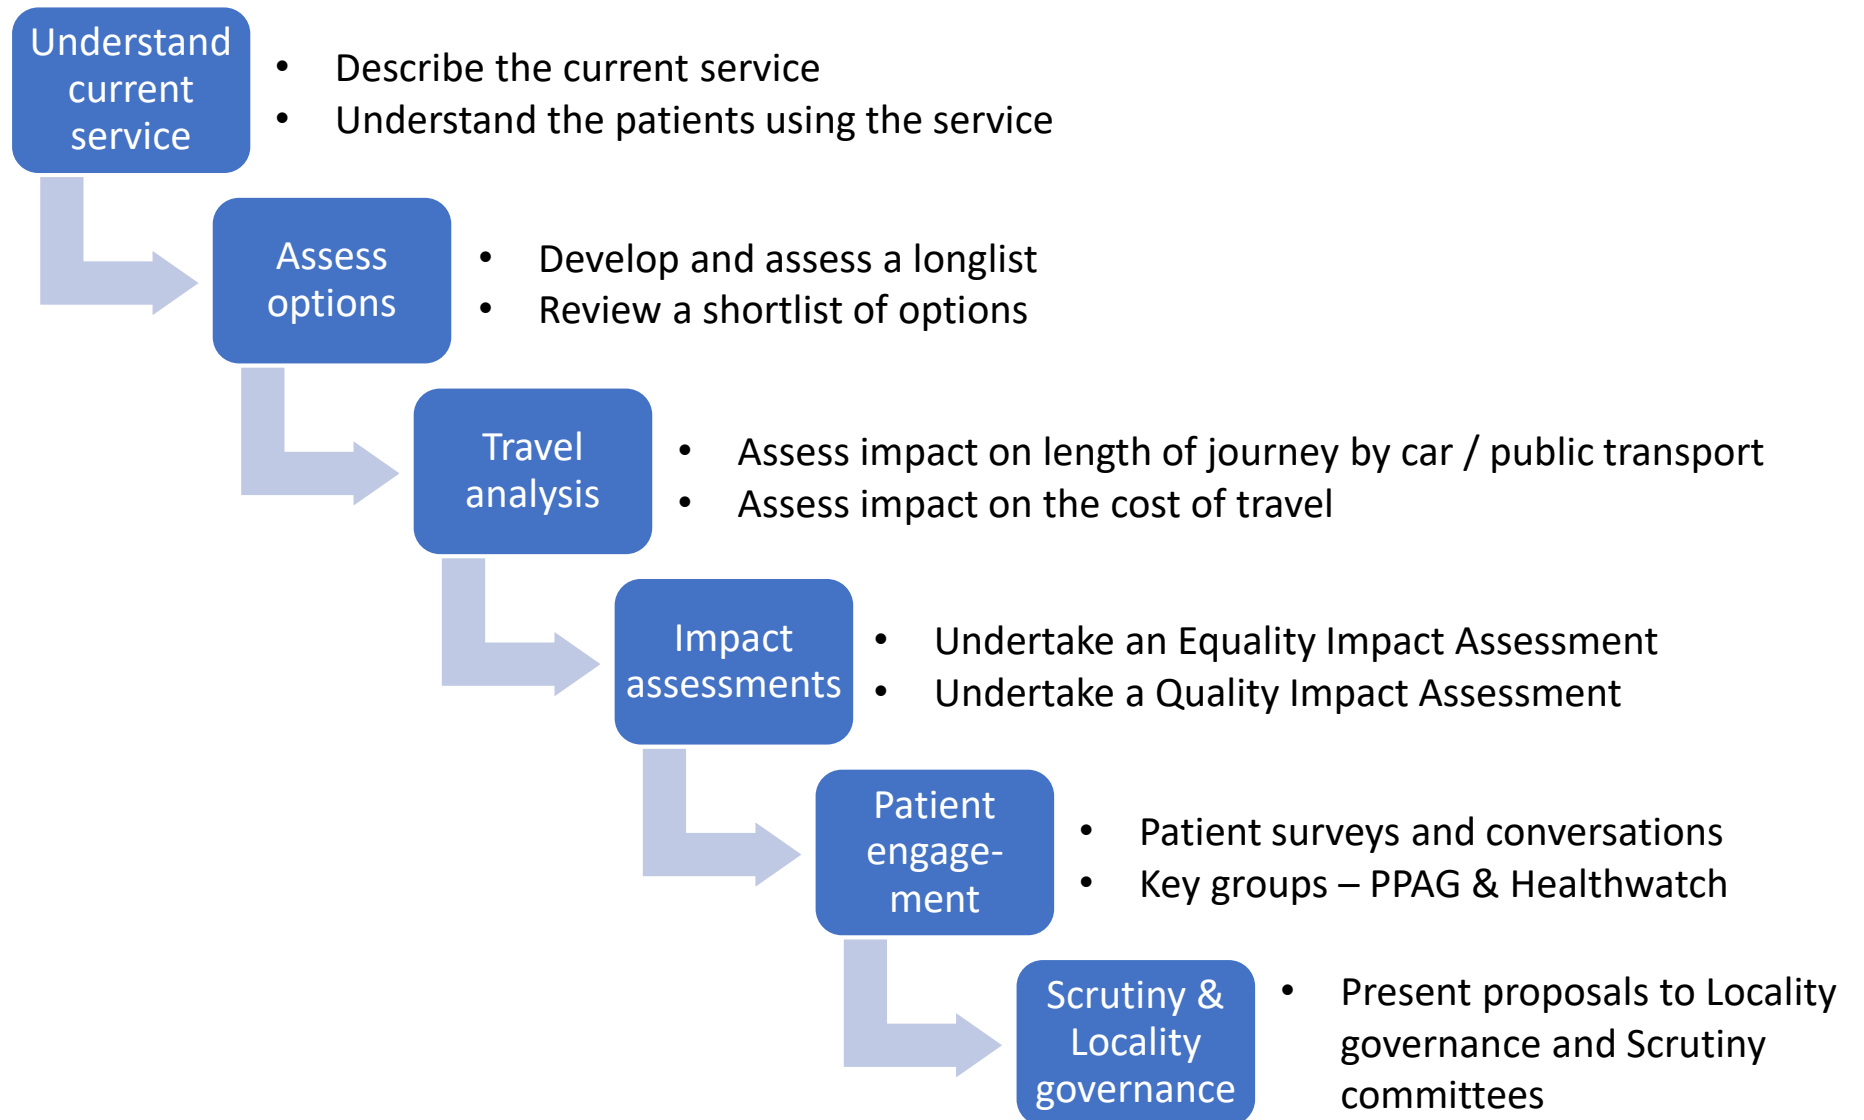 Understand
current
service
• Describe the current service
• Understand the patients using the service
Assess
options
• Develop and assess a longlist
• Review a shortlist of options
Travel
analysis
• Assess impact on length of journey by car / public transport
• Assess impact on the cost of travel
Impact
assessments
• Undertake an Equality Impact Assessment
• Undertake a Quality Impact Assessment
Patient
engage-
ment
• Patient surveys and conversations
• Key groups – PPAG & Healthwatch
Scrutiny &
Locality
governance
• Present proposals to Locality
governance and Scrutiny
committees